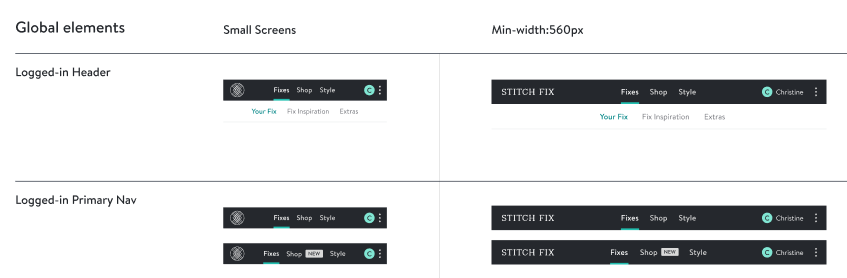 Global elements
Small Screens
Min-width:560px
Logged-in Header
Fixes Shop Style C
Your Fix Fix Inspiration Extras
STITCH FIX Fixes Shop Style C Christine
Your Fix Fix Inspiration Extras
Logged-in Primary Nav
Fixes Shop Style C
STITCH FIX Fixes Shop Style C Christine
Fixes Shop NEW Style C
STITCH FIX Fixes Shop NEW Style C Christine